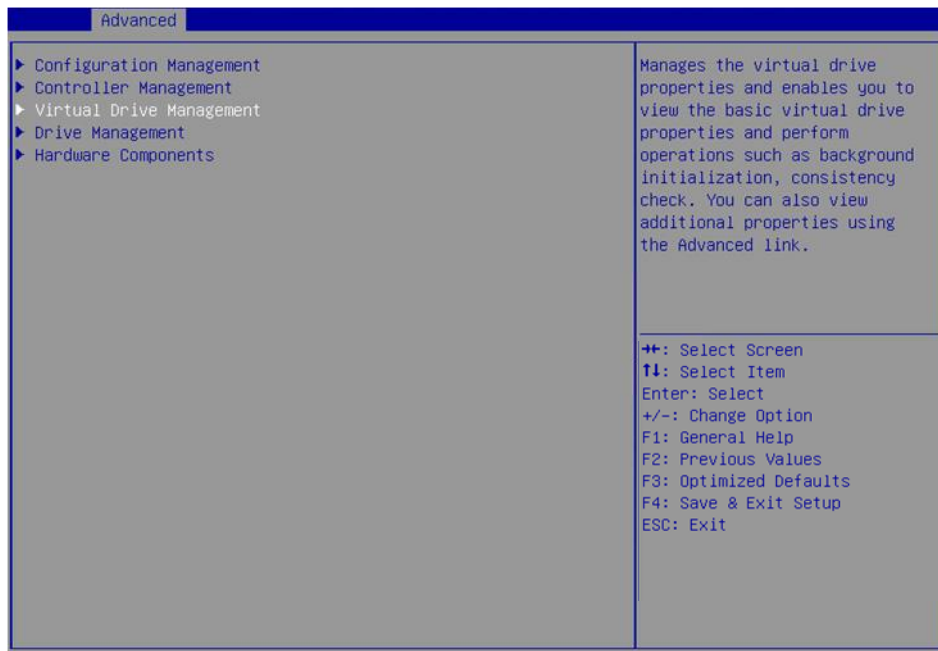 Advanced
▶ Configuration Management
▶ Controller Management
▶ Virtual Drive Management
▶ Drive Management
▶ Hardware Components
Manages the virtual drive
properties and enables you to
view the basic virtual drive
properties and perform
operations such as background
initialization, consistency
check. You can also view
additional properties using
the Advanced link.
→←: Select Screen
↑↓: Select Item
Enter: Select
+/-: Change Option
F1: General Help
F2: Previous Values
F3: Optimized Defaults
F4: Save & Exit Setup
ESC: Exit